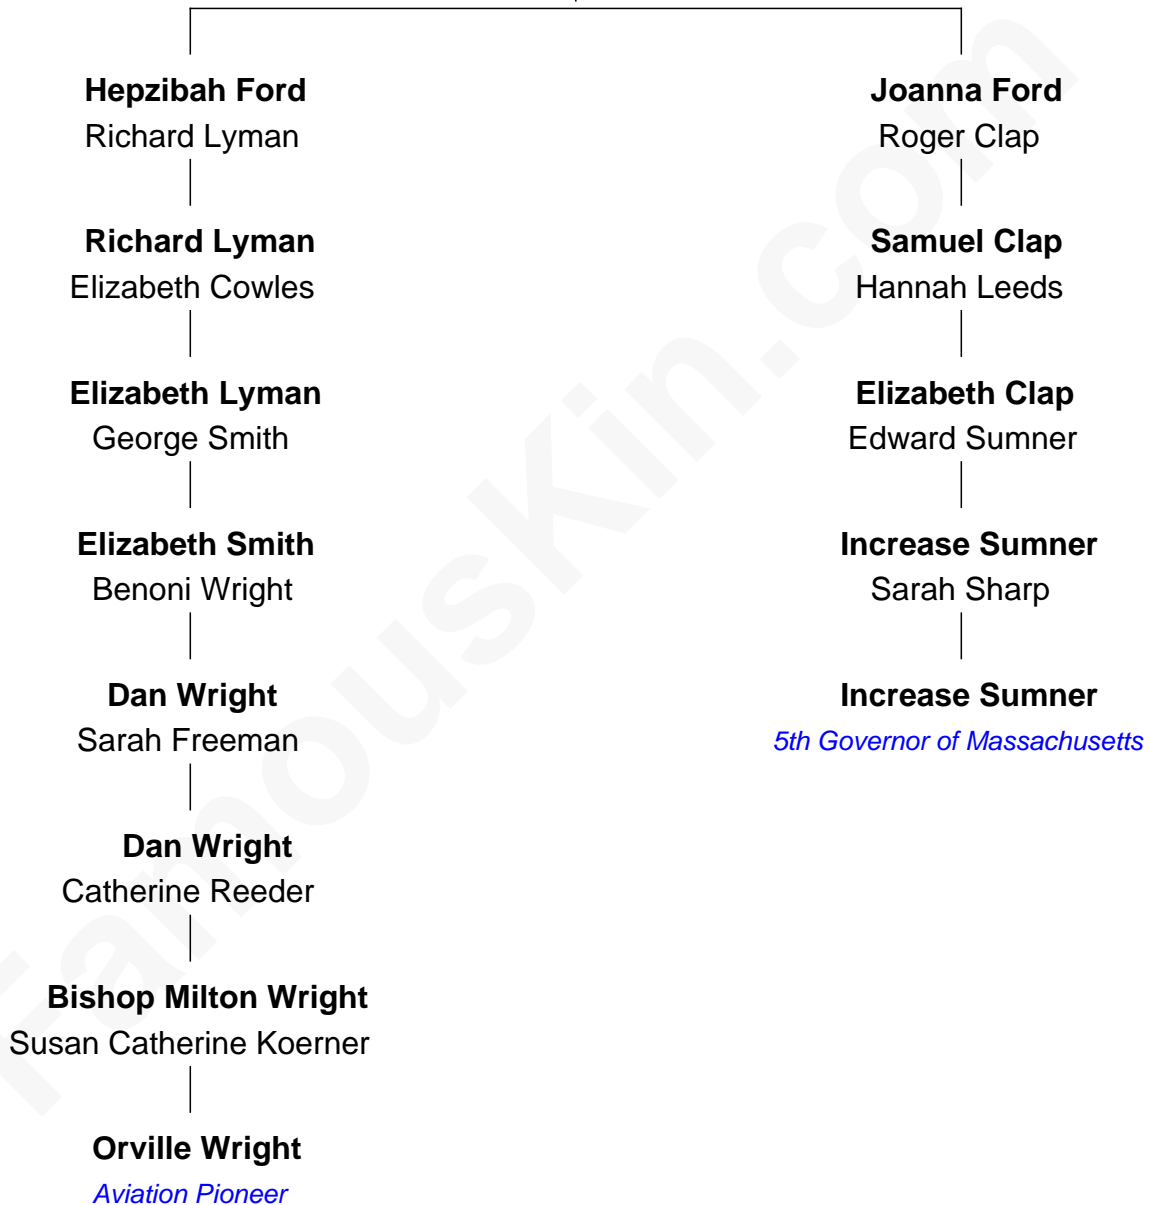 Hepzibah Ford
Richard Lyman
Joanna Ford
Roger Clap
Richard Lyman
Elizabeth Cowles
Samuel Clap
Hannah Leeds
Elizabeth Lyman
George Smith
Elizabeth Clap
Edward Sumner
Elizabeth Smith
Benoni Wright
Increase Sumner
Sarah Sharp
Dan Wright
Sarah Freeman
Increase Sumner
5th Governor of Massachusetts
Dan Wright
Catherine Reeder
Bishop Milton Wright
Susan Catherine Koerner
Orville Wright
Aviation Pioneer
FamousKin.com